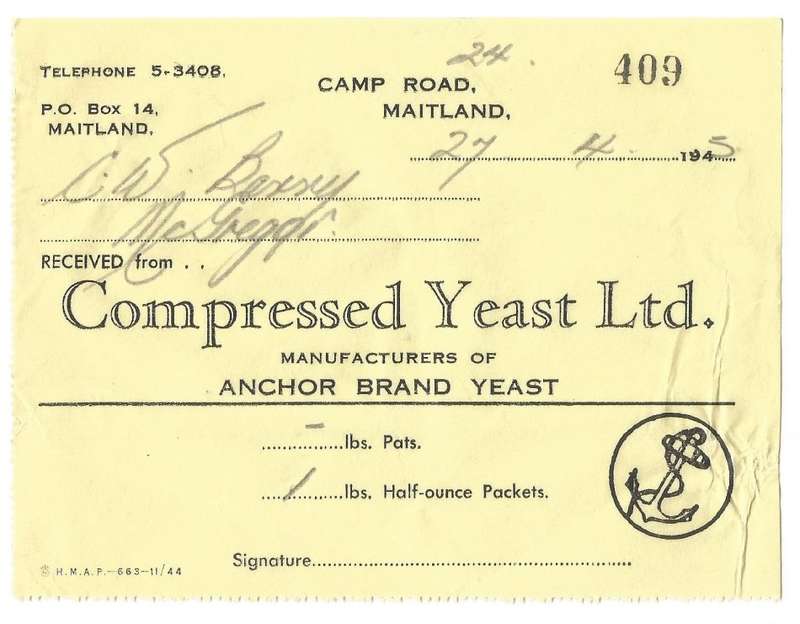 24.
409
TELEPHONE 5-3408,
CAMP ROAD,
P.O. BOX 14,
MAITLAND,
MAITLAND,
27 4 1945
C.W.
RECEIVED from . .
Compressed Yeast Ltd.
MANUFACTURERS OF
ANCHOR BRAND YEAST
- lbs. Pats.
1 lbs. Half-ounce Packets.
Signature
H.M.A.P.—663—11/44